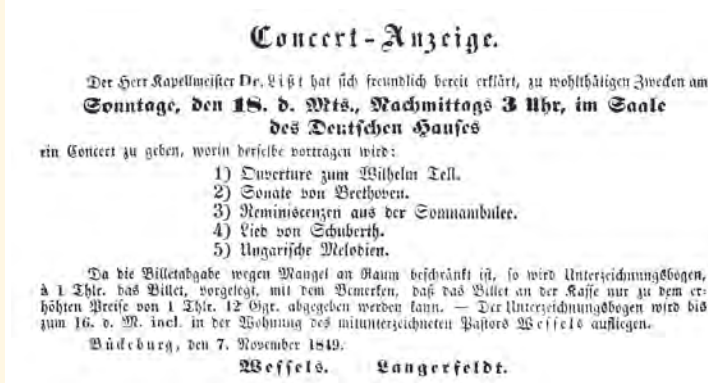 Concert-Anzeige.
Der Herr Kapellmeister Dr. Lißt hat sich freundlich bereit erklärt, zu wohlthätigen Zwecken am
Sonntage, den 18. d. Mts., Nachmittags 3 Uhr, im Saale
des Deutschen Hauses
ein Concert zu geben, worin derselbe vortragen wird:
1) Ouverture zum Wilhelm Tell.
2) Sonate von Beethoven.
3) Reminiscenzen aus der Somnambulee.
4) Lied von Schuberth.
5) Ungarische Melodien.
Da die Billetabgabe wegen Mangel an Raum beschränkt ist, so wird Unterzeichnungsbogen,
à 1 Thlr. das Billet, vorgelegt, mit dem Bemerken, daß das Billet an der Kasse nur zu dem er-
höhten Preise von 1 Thlr. 12 Ggr. abgegeben werden kann. — Der Unterzeichnungsbogen wird bis
zum 16. d. M. incl. in der Wohnung des mitunterzeichneten Pastors Wessels aufliegen.
Bückeburg, den 7. November 1849.
Wessels. Langerfeldt.